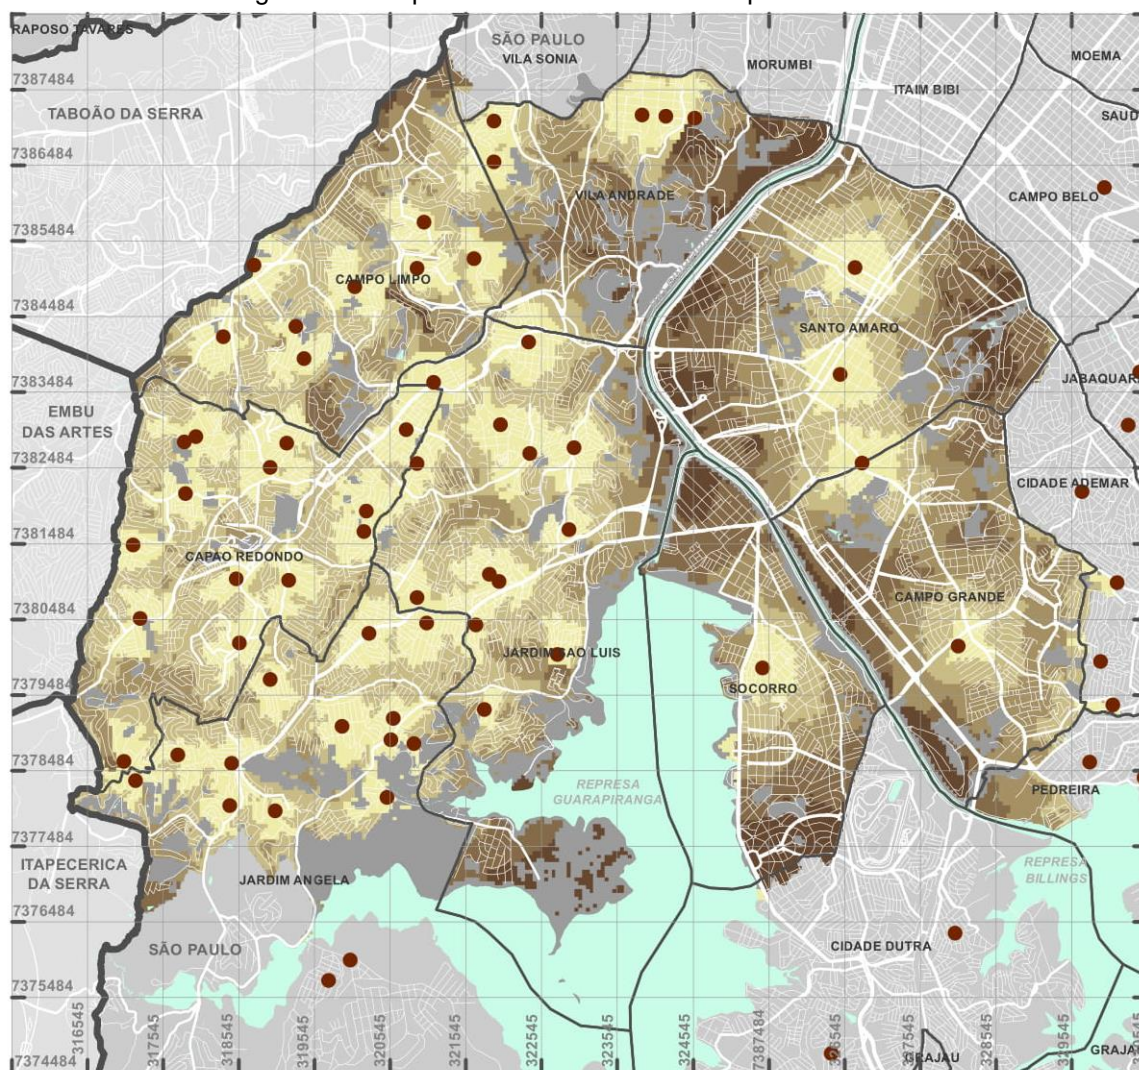 RAPOSO TAVARES
SÃO PAULO
VILA SONIA
MORUMBI
MOEMA
ITAIM BIBI
SAUD
TABOÃO DA SERRA
CAMPO BELO
VILA ANDRADE
CAMPO LIMPO
SANTO AMARO
JABAQUAR
EMBU
DAS ARTES
CIDADE ADEMAR
CAPAO REDONDO
CAMPO GRANDE
JARDIM SAO LUIS
SOCORRO
REPRESA
GUARAPIRANGA
PEDREIRA
ITAPECERICA
DA SERRA
JARDIM ANGELA
REPRESA
BILLINGS
SÃO PAULO
CIDADE DUTRA
GRAJAU
GRAJAU
7387484
7386484
7385484
7384484
7383484
7382484
7381484
7380484
7379484
7378484
7377484
7376484
7375484
7374484
316545
317545
318545
319545
320545
321545
322545
323545
324545
7387484
328545
329545